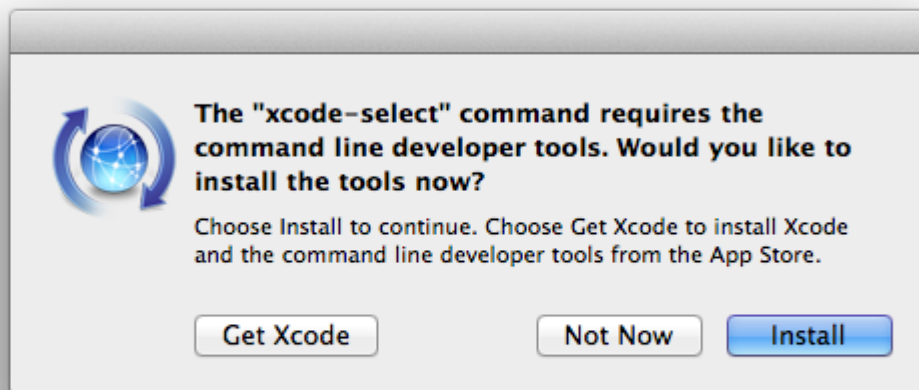 The "xcode-select" command requires the
command line developer tools. Would you like to
install the tools now?
Choose Install to continue. Choose Get Xcode to install Xcode
and the command line developer tools from the App Store.
Get Xcode Not Now Install